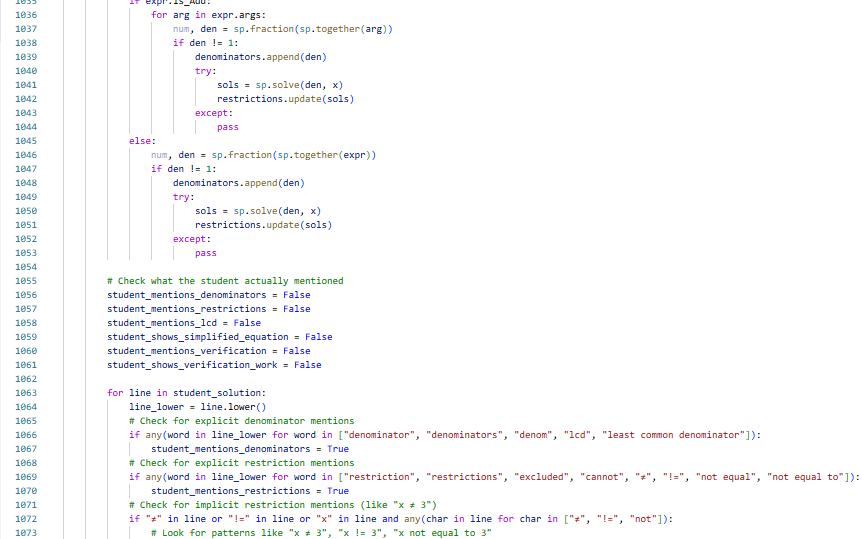 1035 if expr.is_Add:
1036 for arg in expr.args:
1037 num, den = sp.fraction(sp.together(arg))
1038 if den != 1:
1039 denominators.append(den)
1040 try:
1041 sols = sp.solve(den, x)
1042 restrictions.update(sols)
1043 except:
1044 pass
1045 else:
1046 num, den = sp.fraction(sp.together(expr))
1047 if den != 1:
1048 denominators.append(den)
1049 try:
1050 sols = sp.solve(den, x)
1051 restrictions.update(sols)
1052 except:
1053 pass
1054
1055 # Check what the student actually mentioned
1056 student_mentions_denominators = False
1057 student_mentions_restrictions = False
1058 student_mentions_lcd = False
1059 student_shows_simplified_equation = False
1060 student_mentions_verification = False
1061 student_shows_verification_work = False
1062
1063 for line in student_solution:
1064 line_lower = line.lower()
1065 # Check for explicit denominator mentions
1066 if any(word in line_lower for word in ["denominator", "denominators", "denom", "lcd", "least common denominator"]):
1067 student_mentions_denominators = True
1068 # Check for explicit restriction mentions
1069 if any(word in line_lower for word in ["restriction", "restrictions", "excluded", "cannot", "≠", "!=", "not equal", "not equal to"]):
1070 student_mentions_restrictions = True
1071 # Check for implicit restriction mentions (like "x ≠ 3")
1072 if "≠" in line or "!=" in line or "x" in line and any(char in line for char in ["≠", "!=", "not"]):
1073 # Look for patterns like "x ≠ 3", "x != 3", "x not equal to 3"